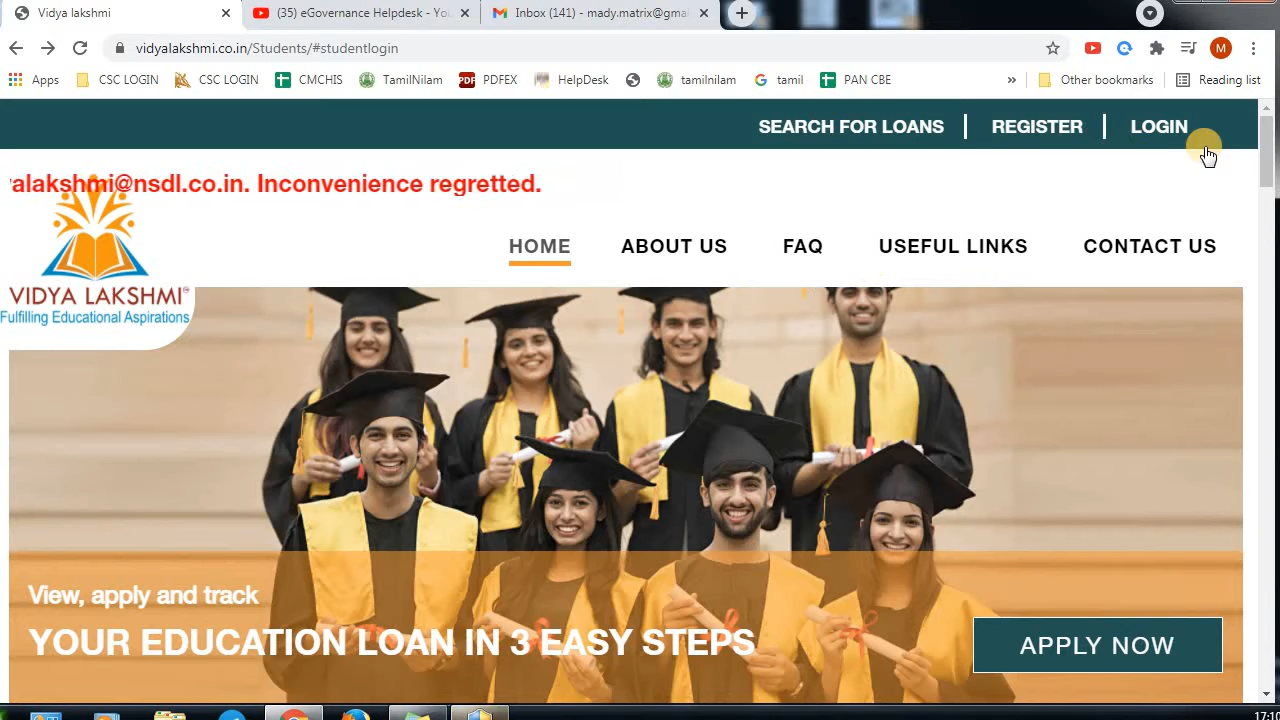 Vidya lakshmi
(35) eGovernance Helpdesk - You
Inbox (141) - mady.matrix@gmai
vidyalakshmi.co.in/Students/#studentlogin
M
Apps
CSC LOGIN
CSC LOGIN
CMCHIS
TamilNilam
PDF
PDFEX
HelpDesk
tamilnilam
tamil
PAN CBE
»
Other bookmarks
Reading list
SEARCH FOR LOANS
REGISTER
LOGIN
alakshmi@nsdl.co.in. Inconvenience regretted.
HOME
ABOUT US
FAQ
USEFUL LINKS
CONTACT US
VIDYA LAKSHMI
Fulfilling Educational Aspirations
View, apply and track
YOUR EDUCATION LOAN IN 3 EASY STEPS
APPLY NOW